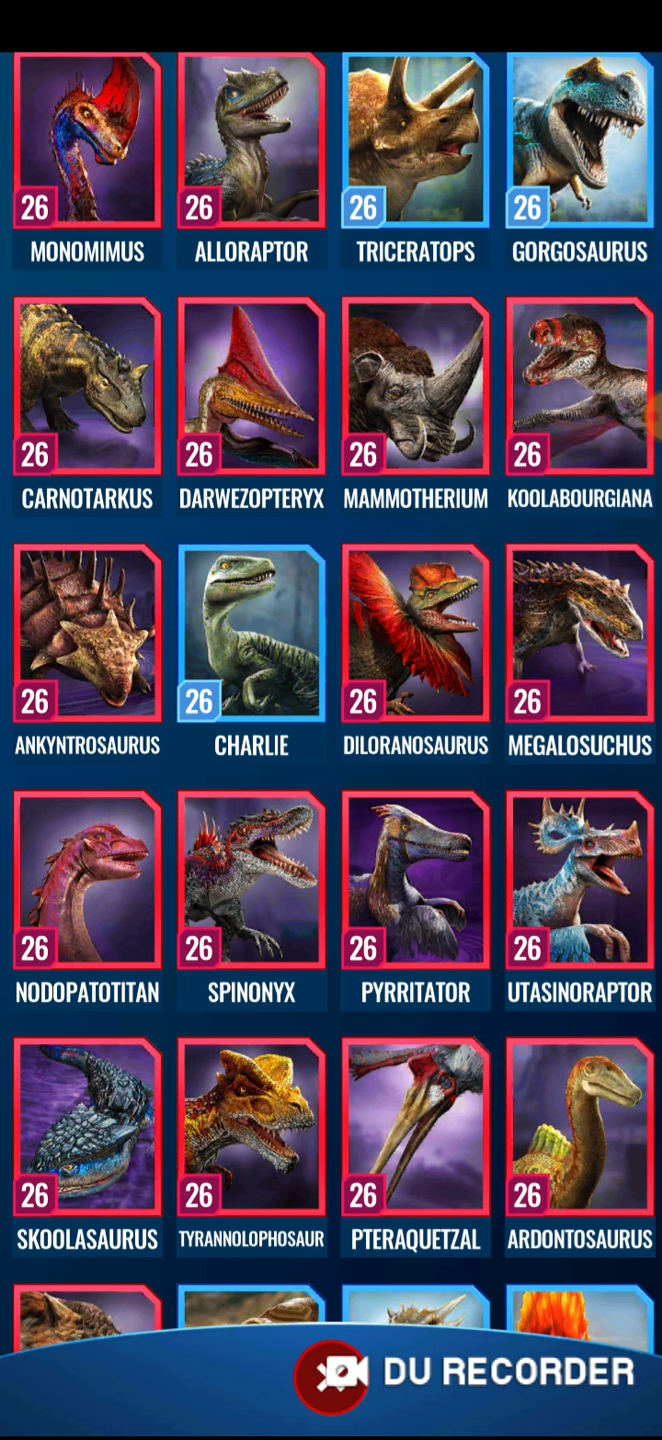 26 26 26 26
MONOMIMUS ALLORAPTOR TRICERATOPS GORGOSAURUS
26 26 26 26
CARNOTARKUS DARWEZOPTERYX MAMMOTHERIUM KOOLABOURGIANA
26 26 26 26
ANKYNTROSAURUS CHARLIE DILORANOSAURUS MEGALOSUCHUS
26 26 26 26
NODOPATOTITAN SPINONYX PYRRITATOR UTASINORAPTOR
26 26 26 26
SKOOLASAURUS TYRANNOLOPHOSAUR PTERAQUETZAL ARDONTOSAURUS
DU RECORDER